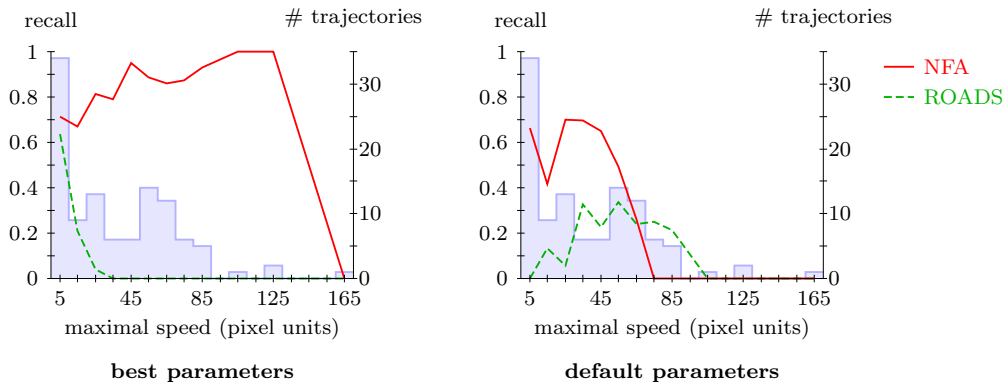 recall # trajectories recall # trajectories
1 1
30 30 NFA
0.8 0.8
ROADS
0.6 20 0.6 20
0.4 0.4
10 10
0.2 0.2
0 0 0 0
5 45 85 125 165 5 45 85 125 165
maximal speed (pixel units) maximal speed (pixel units)
best parameters default parameters